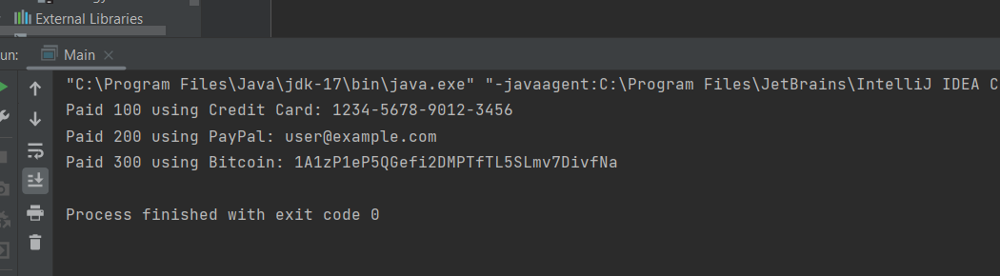 External Libraries
un:
Main
"C:\Program Files\Java\jdk-17\bin\java.exe" "-javaagent:C:\Program Files\JetBrains\IntelliJ IDEA C
Paid 100 using Credit Card: 1234-5678-9012-3456
Paid 200 using PayPal: user@example.com
Paid 300 using Bitcoin: 1A1zP1eP5QGefi2DMPTfTL5SLmv7DivfNa
Process finished with exit code 0